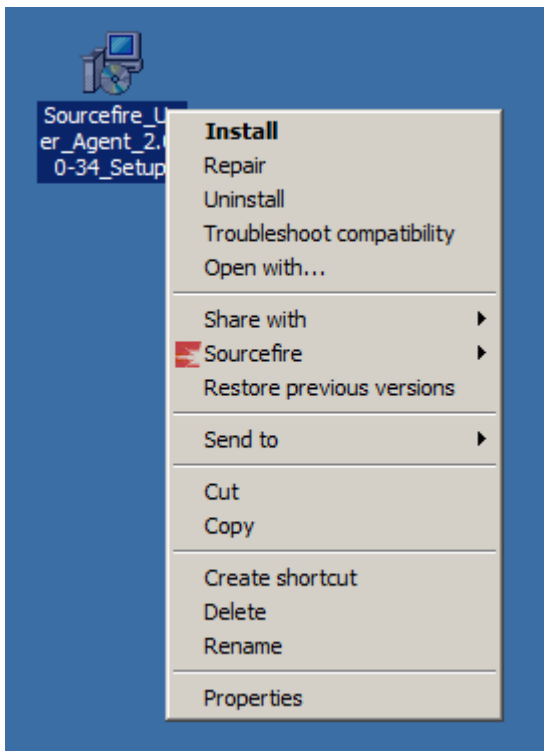 Sourcefire_U
er_Agent_2.
0-34_Setup
Install
Repair
Uninstall
Troubleshoot compatibility
Open with...
Share with
Sourcefire
Restore previous versions
Send to
Cut
Copy
Create shortcut
Delete
Rename
Properties